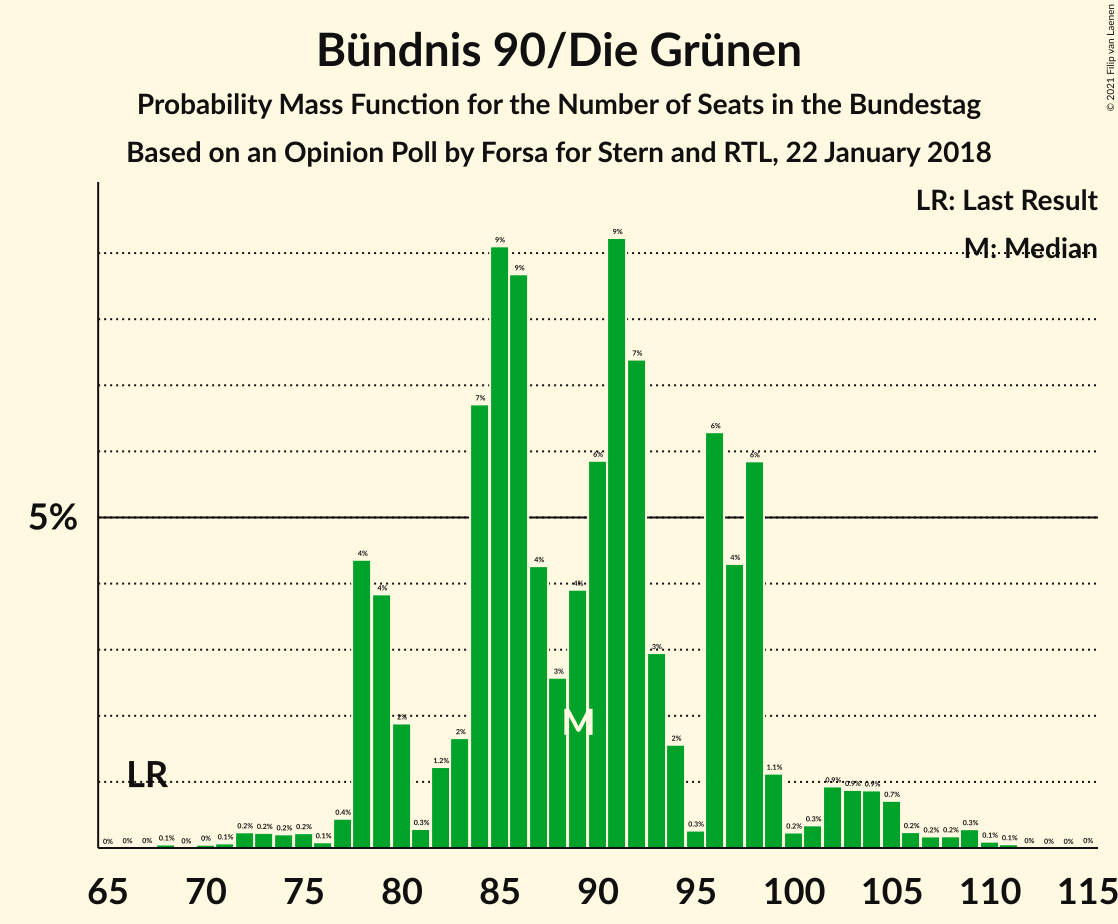 Bündnis 90/Die Grünen
Probability Mass Function for the Number of Seats in the Bundestag
Based on an Opinion Poll by Forsa for Stern and RTL, 22 January 2018
© 2021 Filip van Laenen
LR: Last Result
M: Median
5%
LR
M
0% 0% 0% 0.1% 0% 0% 0.1% 0.2% 0.2% 0.2% 0.2% 0.1% 0.4% 4% 4% 2% 0.3% 1.2% 2% 7% 9% 9% 4% 3% 4% 6% 9% 7% 3% 2% 0.3% 6% 4% 6% 1.1% 0.2% 0.3% 0.9% 0.9% 0.9% 0.7% 0.2% 0.2% 0.2% 0.3% 0.1% 0.1% 0% 0% 0% 0%
65 70 75 80 85 90 95 100 105 110 115